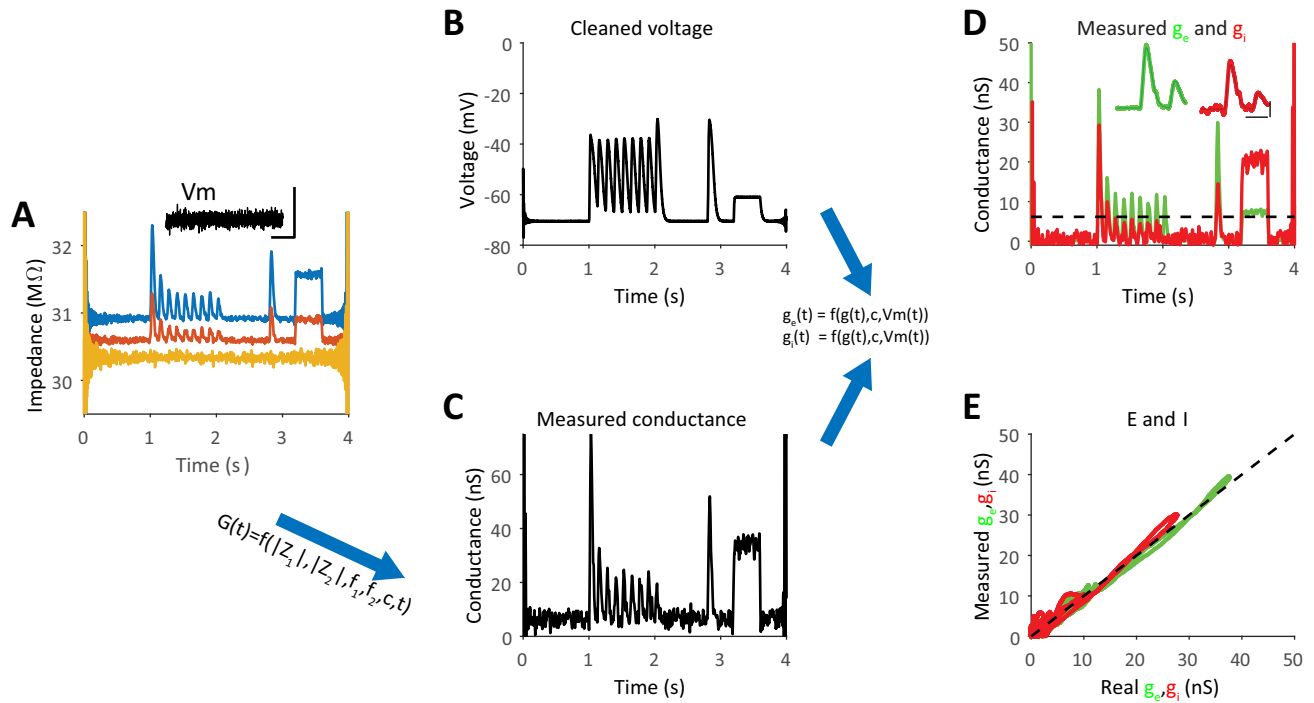 A
Vm
Impedance (MΩ)
32
31
30
0 1 2 3 4
Time (s)
G(t)=f(|Z1|,|Z2|,f1,f2,c,t)
B
Cleaned voltage
Voltage (mV)
0
-20
-40
-60
-80
0 1 2 3 4
Time (s)
C
Measured conductance
Conductance (nS)
60
40
20
0
0 1 2 3 4
Time (s)
ge(t) = f(g(t),c,Vm(t))
gi(t) = f(g(t),c,Vm(t))
D
Measured ge and gi
Conductance (nS)
50
40
30
20
10
0
0 1 2 3 4
Time (s)
E
E and I
Measured ge,gi (nS)
50
40
30
20
10
0
0 10 20 30 40 50
Real ge,gi (nS)